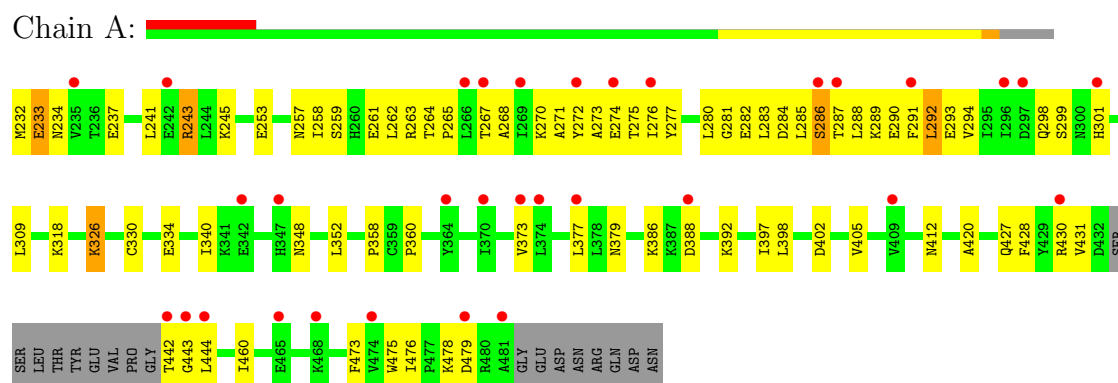 Chain A:
M232 E233 N234 V235 T236 E237 L241 E242 R243 L244 K245 E253 N257 I258 S259 H260 E261 L262 R263 T264 P265 L266 T267 A268 I269 K270 A271 Y272 A273 E274 T275 I276 Y277 L280 G281 E282 L283 D284 L285 S286 T287 L288 K289 E290 F291 L292 E293 V294 I295 I296 D297 Q298 S299 N300 H301
L309 K318 K326 C330 E334 I340 K341 E342 H347 N348 L352 P358 C359 P360 Y364 I370 V373 L374 L377 L378 N379 K386 K387 D388 K392 I397 L398 D402 V405 V409 N412 A420 Q427 F428 Y429 R430 V431 D432 SER
SER LEU THR TYR GLU VAL PRO GLY T442 G443 L444 I460 E465 K468 F473 V474 W475 I476 P477 K478 D479 R480 A481 GLY GLU ASP ASN ARG GLN ASP ASN